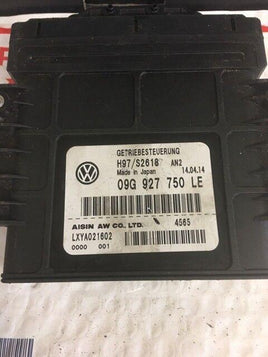 GETRIEBESTEUERUNG
H97/S2618 AN2
Made in Japan 14.04.14
09G 927 750 LE
AISIN AW CO., LTD. 4565
LXYA021602
0000 001